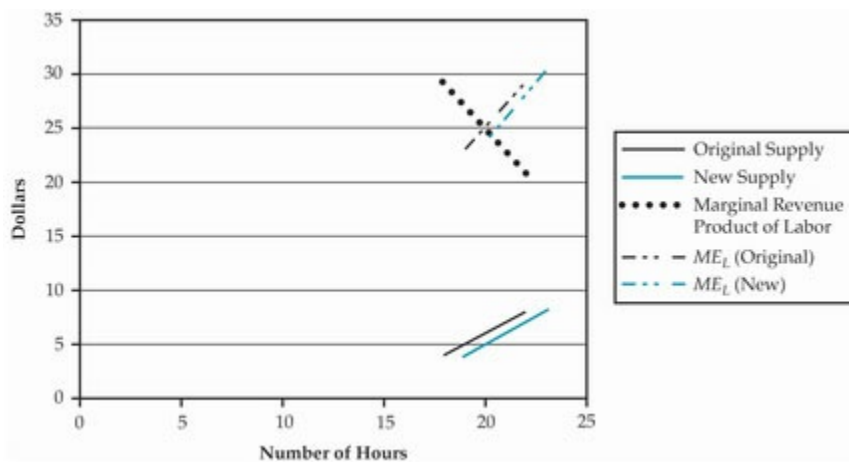 35
30
25
20
15
10
5
0
Dollars
0 5 10 15 20 25
Number of Hours
Original Supply
New Supply
Marginal Revenue
Product of Labor
ME_L (Original)
ME_L (New)